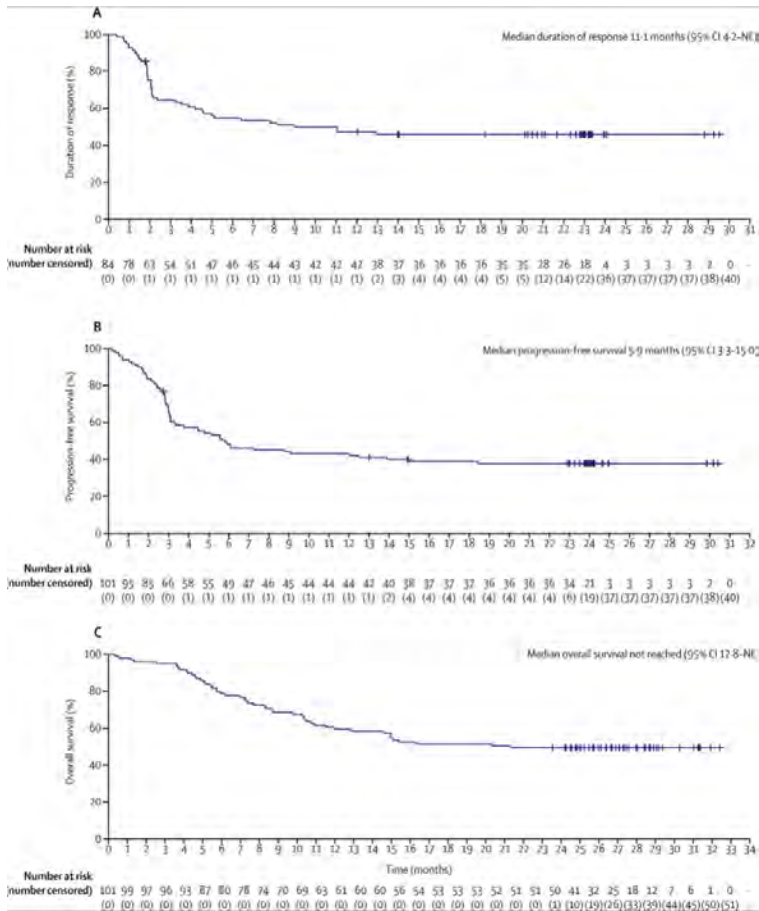 A
Median duration of response 11·1 months (95% CI 4·2–NE)
100
80
60
40
20
0
Duration of response (%)
0 1 2 3 4 5 6 7 8 9 10 11 12 13 14 15 16 17 18 19 20 21 22 23 24 25 26 27 28 29 30 31
Number at risk
(number censored)
84 78 63 54 51 47 46 45 44 43 42 42 42 38 37 36 36 36 36 35 35 28 26 18 4 3 3 3 3 2 0 -
(0) (0) (1) (1) (1) (1) (1) (1) (1) (1) (1) (1) (1) (2) (3) (4) (4) (4) (4) (5) (5) (12) (14) (22) (36) (37) (37) (37) (37) (38) (40)
B
Median progression-free survival 5·9 months (95% CI 3·3–15·0)
100
80
60
40
20
0
Progression-free survival (%)
0 1 2 3 4 5 6 7 8 9 10 11 12 13 14 15 16 17 18 19 20 21 22 23 24 25 26 27 28 29 30 31 32
Number at risk
(number censored)
101 95 85 66 58 55 49 47 46 45 44 44 44 42 40 38 37 37 37 36 36 36 36 34 21 3 3 3 3 3 2 0
(0) (0) (0) (0) (1) (1) (1) (1) (1) (1) (1) (1) (1) (1) (2) (4) (4) (4) (4) (4) (4) (4) (4) (6) (19) (37) (37) (37) (37) (37) (38) (40)
C
Median overall survival not reached (95% CI 12·8–NE)
100
80
60
40
20
0
Overall survival (%)
0 1 2 3 4 5 6 7 8 9 10 11 12 13 14 15 16 17 18 19 20 21 22 23 24 25 26 27 28 29 30 31 32 33 34
Time (months)
Number at risk
(number censored)
101 99 97 96 93 87 80 78 74 70 69 63 61 60 60 56 54 53 53 53 52 51 51 50 41 32 25 18 12 7 6 1 0 -
(0) (0) (0) (0) (0) (0) (0) (0) (0) (0) (0) (0) (0) (0) (0) (0) (0) (0) (0) (0) (0) (0) (0) (1) (10) (19) (26) (33) (39) (44) (45) (50) (51)